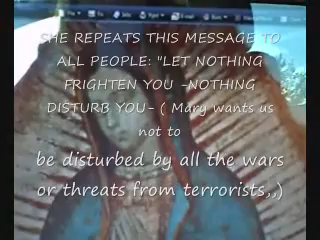 SHE REPEATS THIS MESSAGE TO
ALL PEOPLE: "LET NOTHING
FRIGHTEN YOU -NOTHING
DISTURB YOU- ( Mary wants us
not to
be disturbed by all the wars
or threats from terrorists,,)